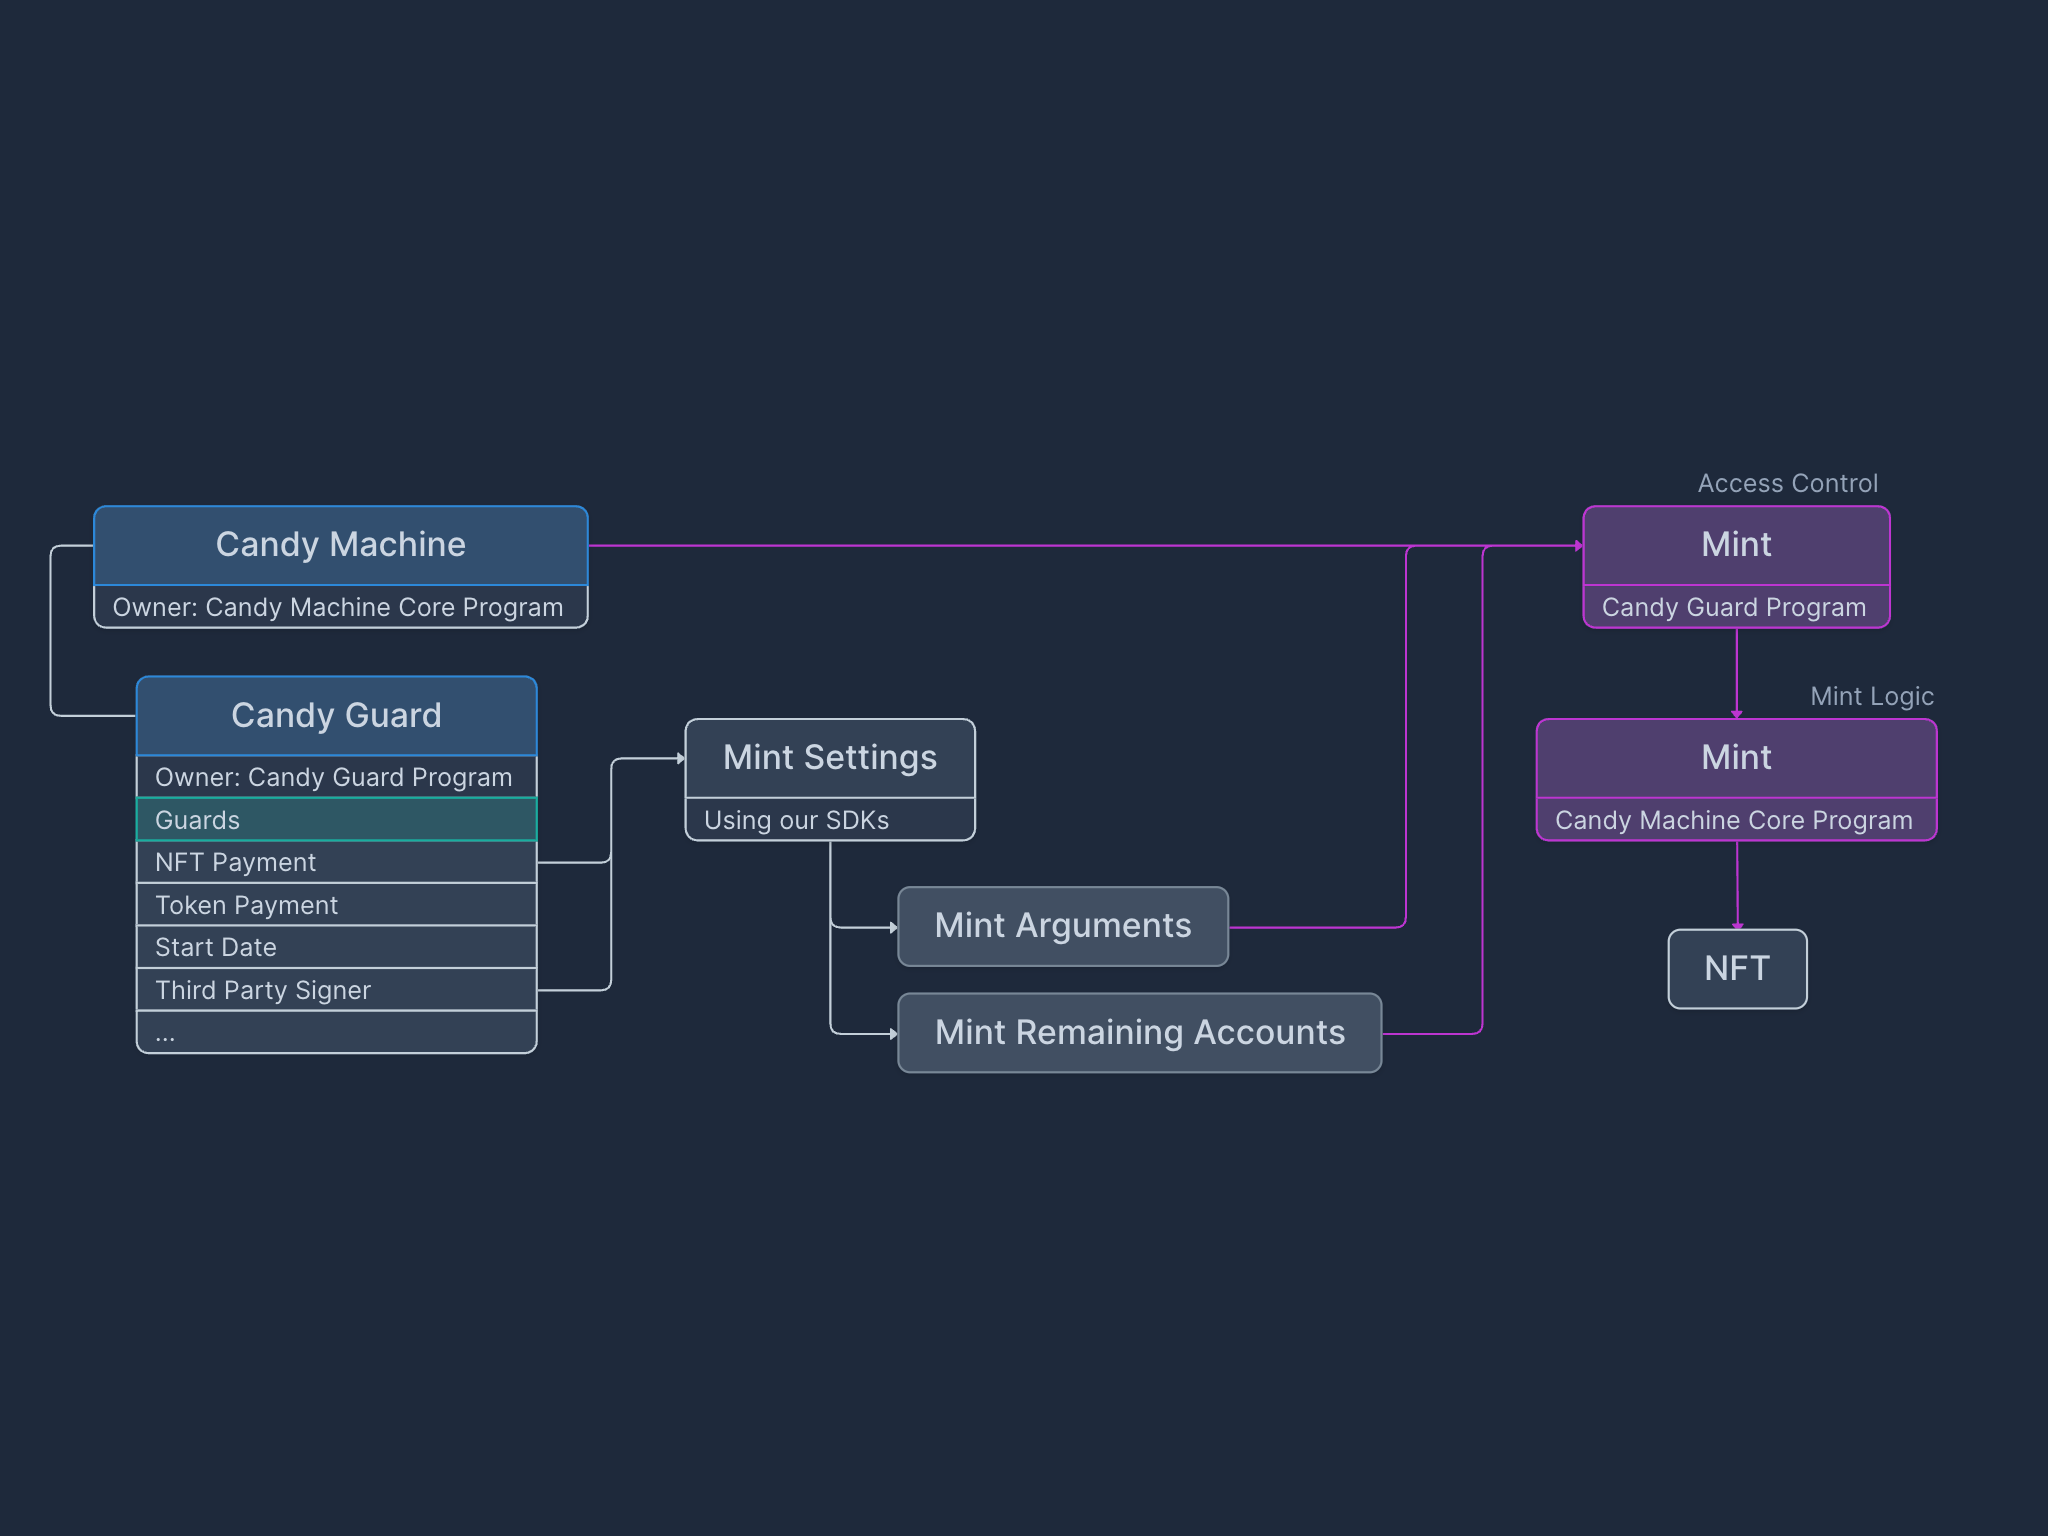 Candy Machine
Owner: Candy Machine Core Program
Candy Guard
Owner: Candy Guard Program
Guards
NFT Payment
Token Payment
Start Date
Third Party Signer
...
Mint Settings
Using our SDKs
Mint Arguments
Mint Remaining Accounts
Access Control
Mint
Candy Guard Program
Mint Logic
Mint
Candy Machine Core Program
NFT